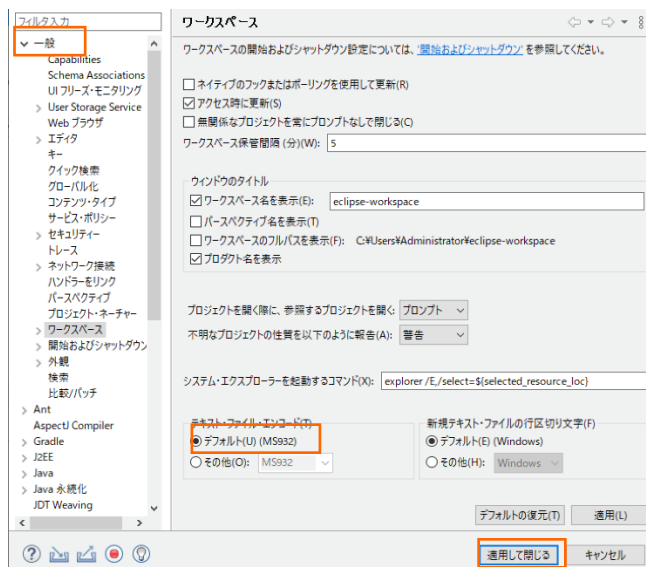 フィルタ入力
一般
Capabilities
Schema Associations
UI フリーズ・モニタリング
User Storage Service
Web ブラウザ
エディタ
キー
クイック検索
グローバル化
コンテンツ・タイプ
サービス・ポリシー
セキュリティー
トレース
ネットワーク接続
ハンドラーをリンク
パースペクティブ
プロジェクト・ネーチャー
ワークスペース
開始およびシャットダウン
外観
検索
比較/パッチ
Ant
AspectJ Compiler
Gradle
J2EE
Java
Java 永続化
JDT Weaving
ワークスペース
ワークスペースの開始およびシャットダウン設定については、'開始およびシャットダウン' を参照してください。
ネイティブのフックまたはポーリングを使用して更新(R)
アクセス時に更新(S)
無関係なプロジェクトを常にプロンプトなしで閉じる(C)
ワークスペース保管間隔 (分)(W): 5
ウィンドウのタイトル
ワークスペース名を表示(E): eclipse-workspace
パースペクティブ名を表示(T)
ワークスペースのフルパスを表示(F): C:¥Users¥Administrator¥eclipse-workspace
プロダクト名を表示
プロジェクトを開く際に、参照するプロジェクトを開く: プロンプト
不明なプロジェクトの性質を以下のように報告(A): 警告
システム・エクスプローラーを起動するコマンド(X): explorer /E,/select=${selected_resource_loc}
テキスト・ファイル・エンコード(T)
デフォルト(U) (MS932)
その他(O): MS932
新規テキスト・ファイルの行区切り文字(F)
デフォルト(E) (Windows)
その他(H): Windows
デフォルトの復元(T) 適用(L)
適用して閉じる キャンセル